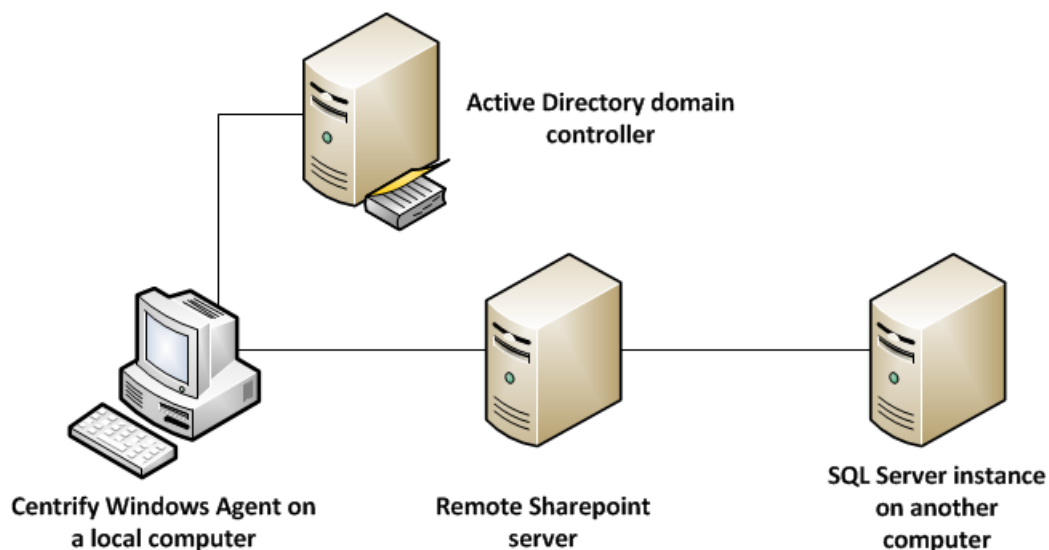 Active Directory domain
controller
Centrify Windows Agent on
a local computer
Remote Sharepoint
server
SQL Server instance
on another
computer